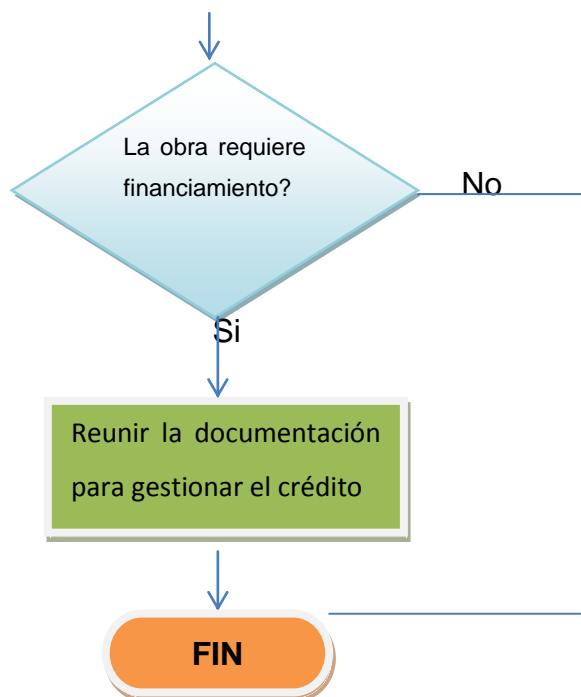 La obra requiere
financiamiento?
No
Si
Reunir la documentación
para gestionar el crédito
FIN